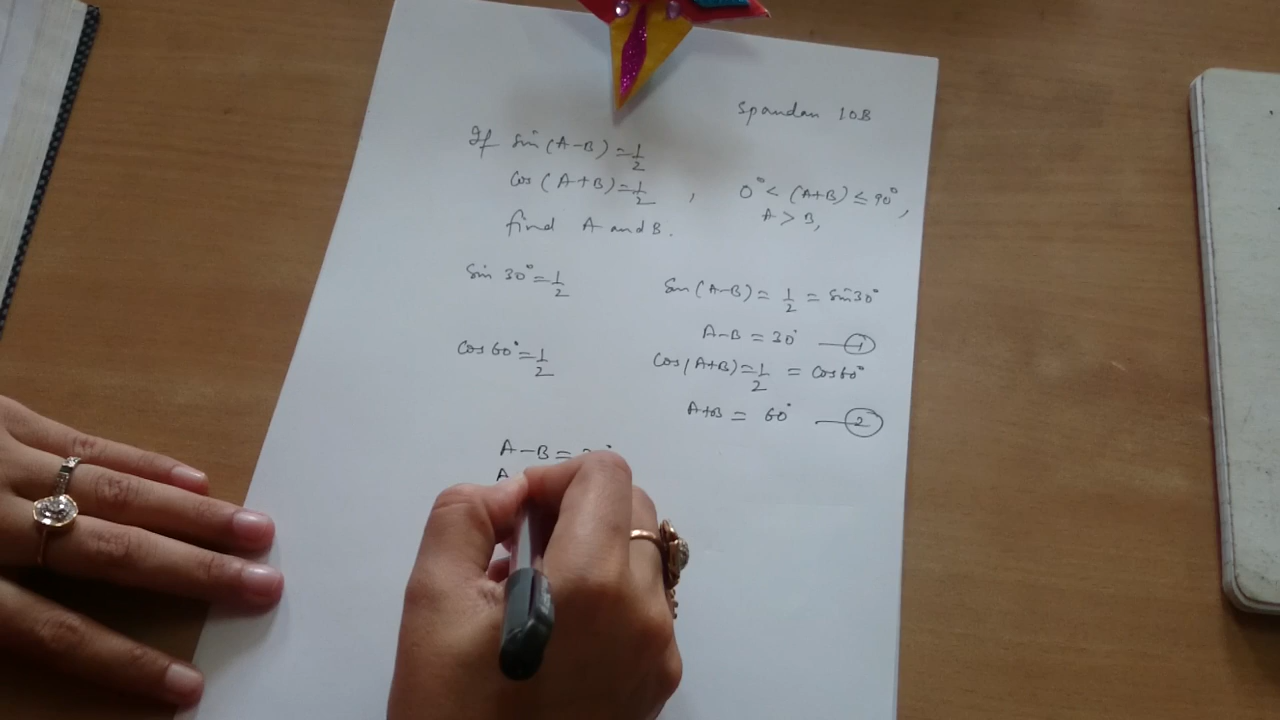 Spandan 10B
If sin (A-B) = 1/2
cos (A+B) = 1/2 , 0° < (A+B) ≤ 90°,
A > B,
find A and B.
Sin 30° = 1/2
Sin (A-B) = 1/2 = sin30°
A-B = 30° —①
Cos 60° = 1/2
Cos (A+B) = 1/2 = Cos60°
A+B = 60° —②
A-B =
A